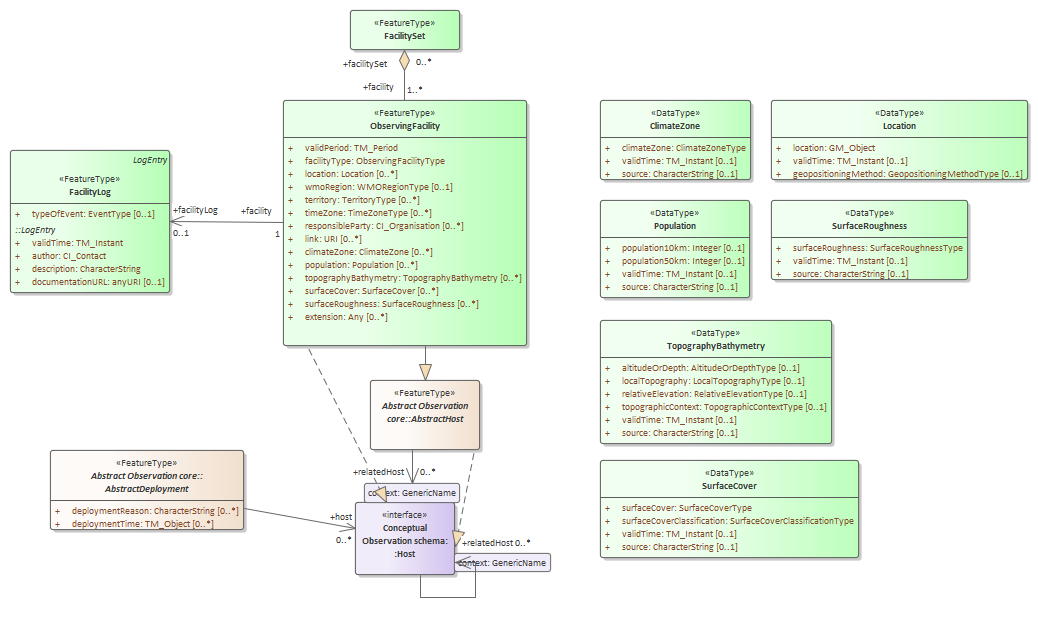 «FeatureType»
FacilitySet
+facilitySet
0..*
+facility
1..*
«FeatureType»
ObservingFacility
+ validPeriod: TM_Period
+ facilityType: ObservingFacilityType
+ location: Location [0..*]
+ wmoRegion: WMORegionType [0..1]
+ territory: TerritoryType [0..*]
+ timeZone: TimeZoneType [0..*]
+ responsibleParty: CI_Organisation [0..*]
+ link: URI [0..*]
+ climateZone: ClimateZone [0..*]
+ population: Population [0..*]
+ topographyBathymetry: TopographyBathymetry [0..*]
+ surfaceCover: SurfaceCover [0..*]
+ surfaceRoughness: SurfaceRoughness [0..*]
+ extension: Any [0..*]
LogEntry
«FeatureType»
FacilityLog
+ typeOfEvent: EventType [0..1]
::LogEntry
+ validTime: TM_Instant
+ author: CI_Contact
+ description: CharacterString
+ documentationURL: anyURI [0..1]
+facilityLog
0..1
+facility
1
«FeatureType»
Abstract Observation
core::AbstractHost
+relatedHost
0..*
context: GenericName
«FeatureType»
Abstract Observation core::
AbstractDeployment
+ deploymentReason: CharacterString [0..*]
+ deploymentTime: TM_Object [0..*]
+host
0..*
«interface»
Conceptual
Observation schema:
:Host
+relatedHost 0..*
context: GenericName
«DataType»
ClimateZone
+ climateZone: ClimateZoneType
+ validTime: TM_Instant [0..1]
+ source: CharacterString [0..1]
«DataType»
Location
+ location: GM_Object
+ validTime: TM_Instant [0..1]
+ geopositioningMethod: GeopositioningMethodType [0..1]
«DataType»
Population
+ population10km: Integer [0..1]
+ population50km: Integer [0..1]
+ validTime: TM_Instant [0..1]
+ source: CharacterString [0..1]
«DataType»
SurfaceRoughness
+ surfaceRoughness: SurfaceRoughnessType
+ validTime: TM_Instant [0..1]
+ source: CharacterString [0..1]
«DataType»
TopographyBathymetry
+ altitudeOrDepth: AltitudeOrDepthType [0..1]
+ localTopography: LocalTopographyType [0..1]
+ relativeElevation: RelativeElevationType [0..1]
+ topographicContext: TopographicContextType [0..1]
+ validTime: TM_Instant [0..1]
+ source: CharacterString [0..1]
«DataType»
SurfaceCover
+ surfaceCover: SurfaceCoverType
+ surfaceCoverClassification: SurfaceCoverClassificationType
+ validTime: TM_Instant [0..1]
+ source: CharacterString [0..1]